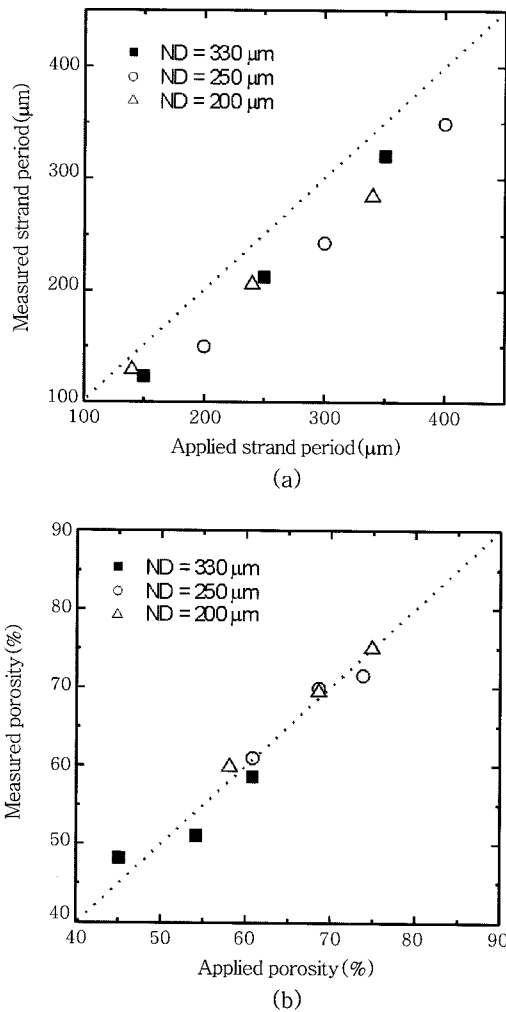 400
300
200
100
100
200
300
400
Measured strand period(μm)
ND = 330 μm
ND = 250 μm
ND = 200 μm
Applied strand period(μm)
(a)
90
80
70
60
50
40
40
50
60
70
80
90
Measured porosity(%)
ND = 330 μm
ND = 250 μm
ND = 200 μm
Applied porosity(%)
(b)